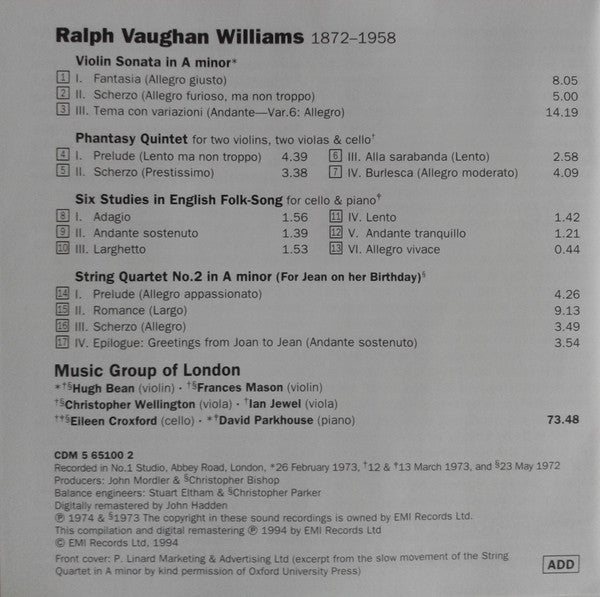 Ralph Vaughan Williams 1872–1958
Violin Sonata in A minor*
1 I. Fantasia (Allegro giusto) 8.05
2 II. Scherzo (Allegro furioso, ma non troppo) 5.00
3 III. Tema con variazioni (Andante—Var.6: Allegro) 14.19
Phantasy Quintet for two violins, two violas & cello†
4 I. Prelude (Lento ma non troppo) 4.39 6 III. Alla sarabanda (Lento) 2.58
5 II. Scherzo (Prestissimo) 3.38 7 IV. Burlesca (Allegro moderato) 4.09
Six Studies in English Folk-Song for cello & piano‡
8 I. Adagio 1.56 11 IV. Lento 1.42
9 II. Andante sostenuto 1.39 12 V. Andante tranquillo 1.21
10 III. Larghetto 1.53 13 VI. Allegro vivace 0.44
String Quartet No.2 in A minor (For Jean on her Birthday)§
14 I. Prelude (Allegro appassionato) 4.26
15 II. Romance (Largo) 9.13
16 III. Scherzo (Allegro) 3.49
17 IV. Epilogue: Greetings from Joan to Jean (Andante sostenuto) 3.54
Music Group of London
*†§Hugh Bean (violin) · †§Frances Mason (violin)
†§Christopher Wellington (viola) · †Ian Jewel (viola)
†‡§Eileen Croxford (cello) · *‡David Parkhouse (piano) 73.48
CDM 5 65100 2
Recorded in No.1 Studio, Abbey Road, London, *26 February 1973, †12 & ‡13 March 1973, and §23 May 1972
Producers: John Mordler & §Christopher Bishop
Balance engineers: Stuart Eltham & §Christopher Parker
Digitally remastered by John Hadden
℗ 1974 & §1973 The copyright in these sound recordings is owned by EMI Records Ltd.
This compilation and digital remastering ℗ 1994 by EMI Records Ltd
© EMI Records Ltd, 1994
Front cover: P. Linard Marketing & Advertising Ltd (excerpt from the slow movement of the String
Quartet in A minor by kind permission of Oxford University Press)
ADD